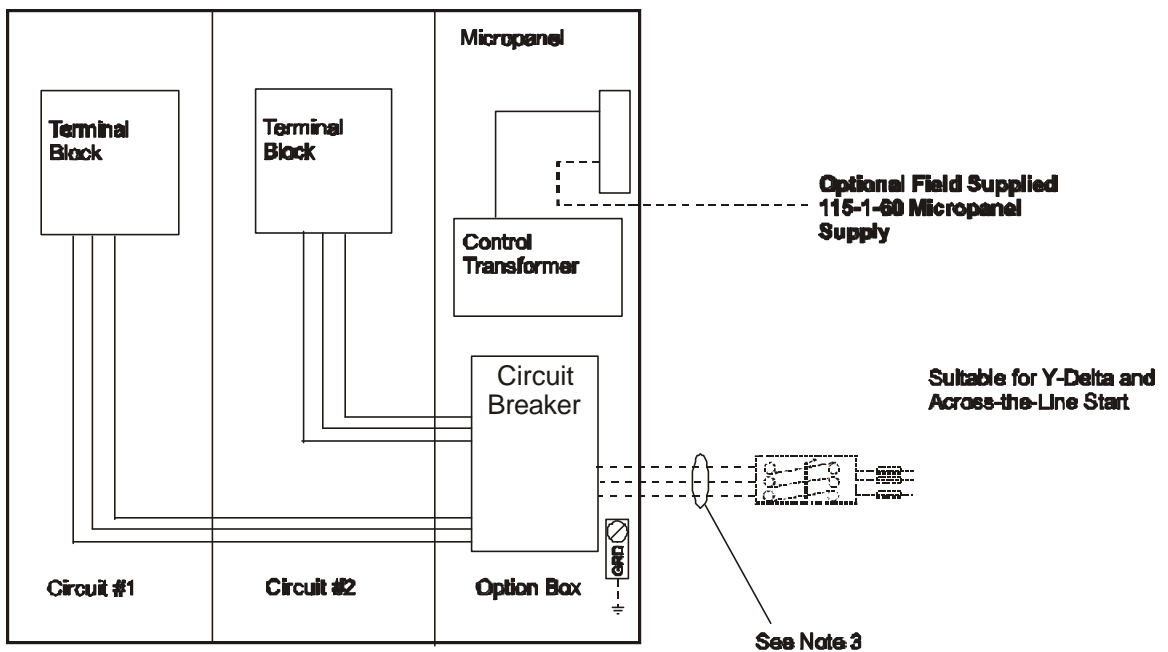 Micropanel
Terminal
Block
Terminal
Block
Optional Field Supplied
115-1-60 Micropanel
Supply
Control
Transformer
Circuit
Breaker
Suitable for Y-Delta and
Across-the-Line Start
GRD
Circuit #1
Circuit #2
Option Box
See Note 3